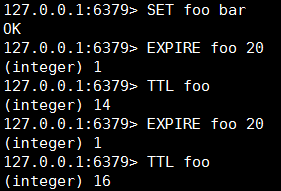 127.0.0.1:6379> SET foo bar
OK
127.0.0.1:6379> EXPIRE foo 20
(integer) 1
127.0.0.1:6379> TTL foo
(integer) 14
127.0.0.1:6379> EXPIRE foo 20
(integer) 1
127.0.0.1:6379> TTL foo
(integer) 16